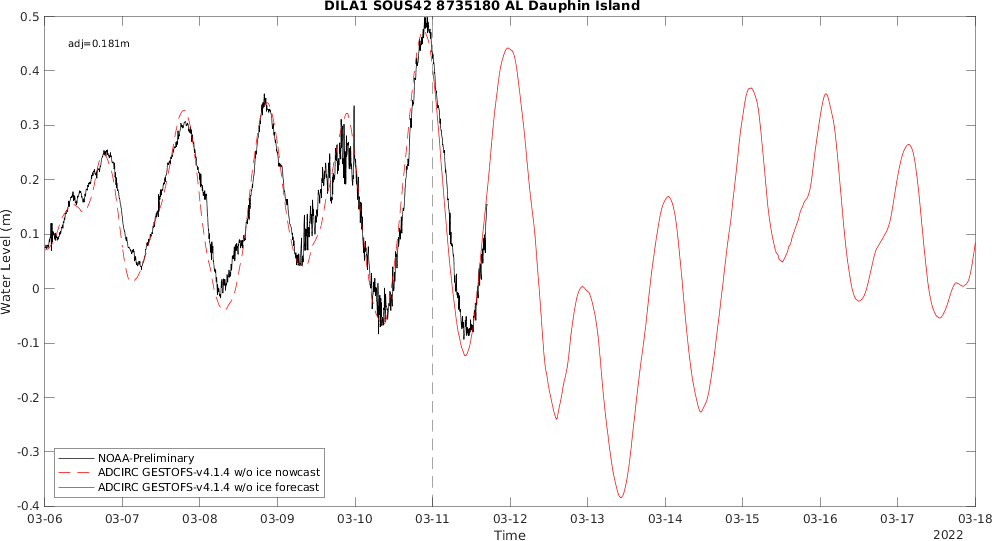 DILA1 SOUS42 8735180 AL Dauphin Island
adj=0.181m
0.5
0.4
0.3
0.2
0.1
0
-0.1
-0.2
-0.3
-0.4
Water Level (m)
NOAA-Preliminary
ADCIRC GESTOFS-v4.1.4 w/o ice nowcast
ADCIRC GESTOFS-v4.1.4 w/o ice forecast
03-06 03-07 03-08 03-09 03-10 03-11 03-12 03-13 03-14 03-15 03-16 03-17 03-18
Time
2022